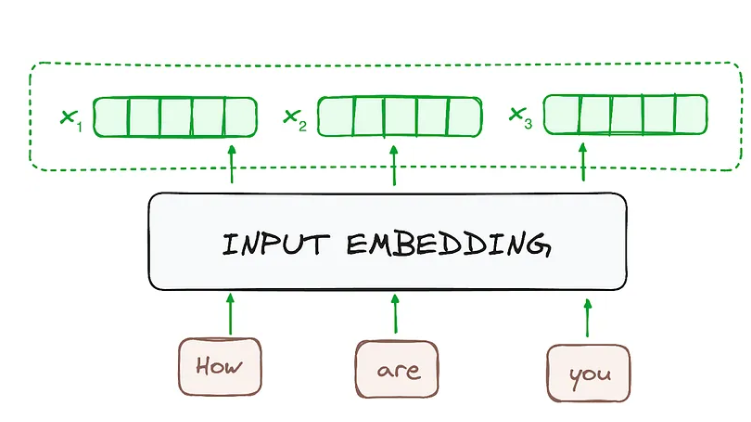 x₁ x₂ x₃
INPUT EMBEDDING
How are you